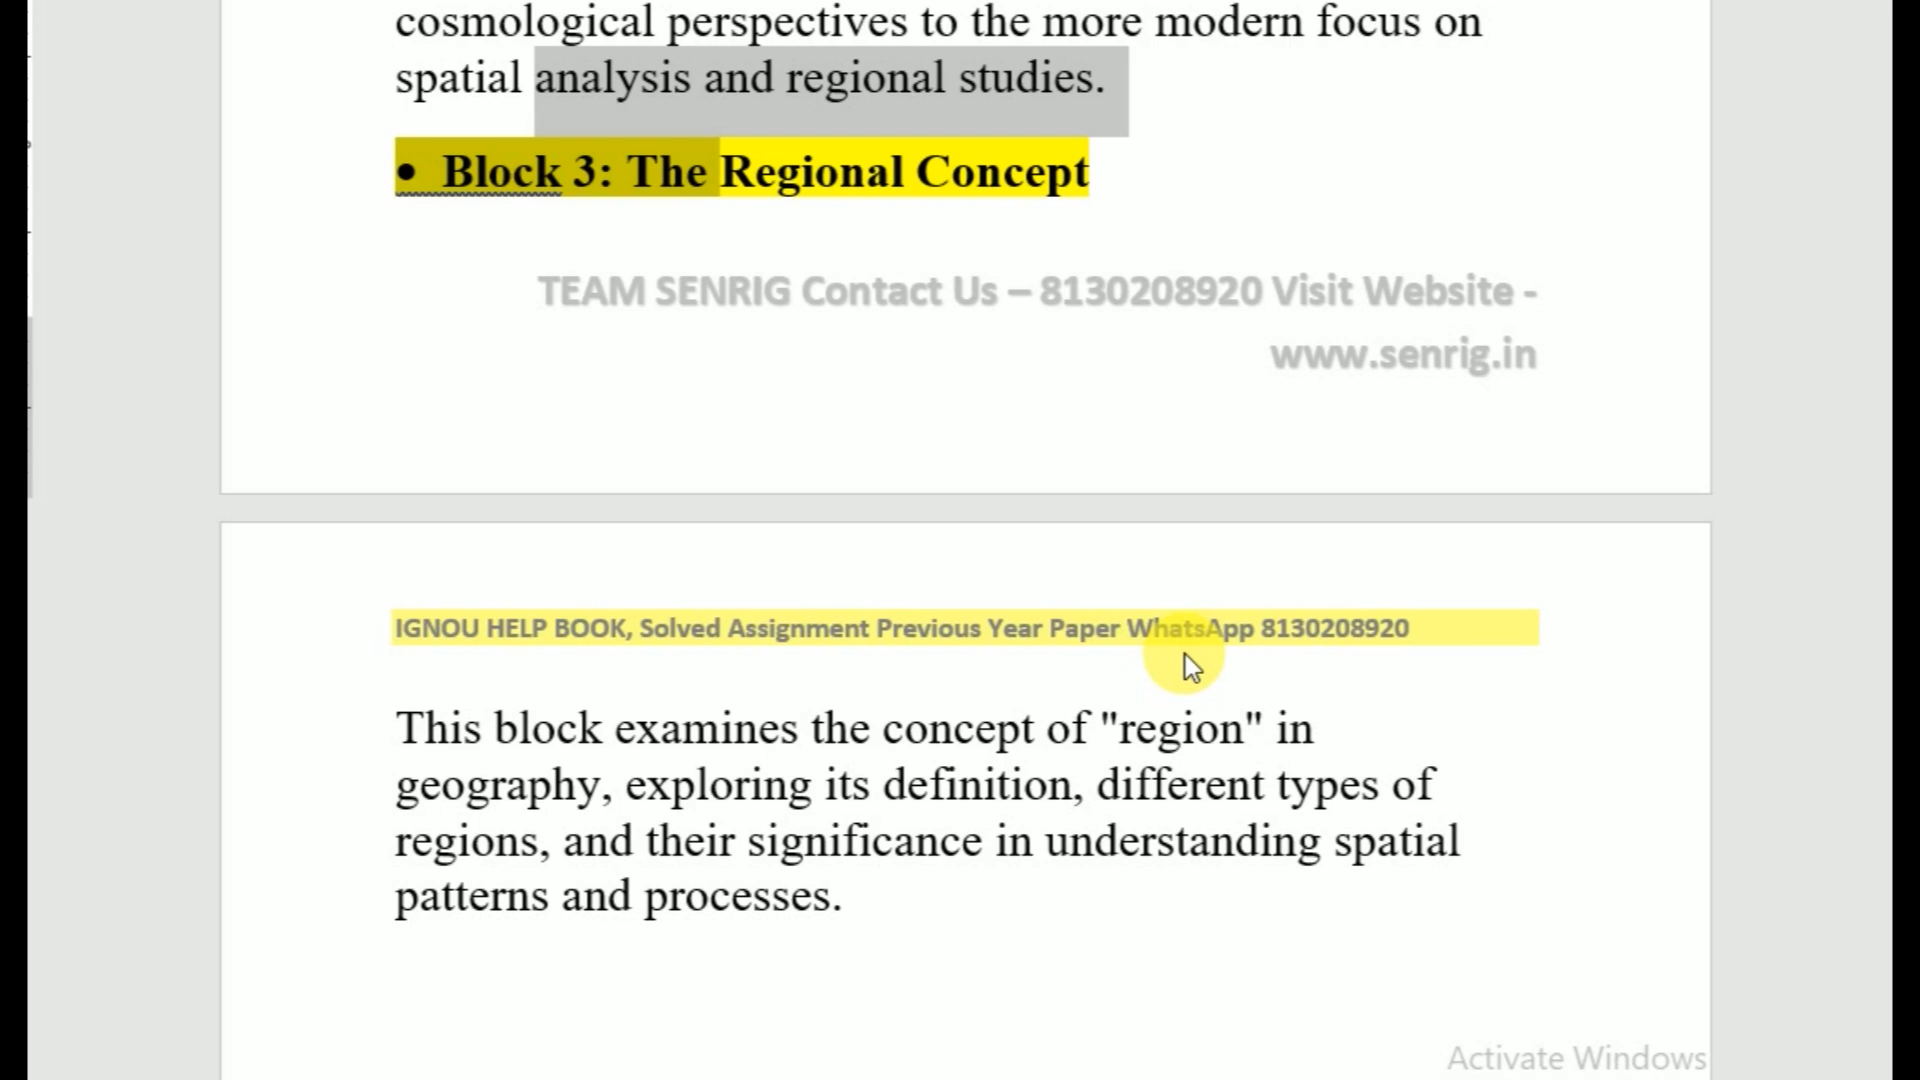 cosmological perspectives to the more modern focus on
spatial analysis and regional studies.
• Block 3: The Regional Concept
TEAM SENRIG Contact Us – 8130208920 Visit Website -
www.senrig.in
IGNOU HELP BOOK, Solved Assignment Previous Year Paper WhatsApp 8130208920
This block examines the concept of "region" in
geography, exploring its definition, different types of
regions, and their significance in understanding spatial
patterns and processes.
Activate Windows